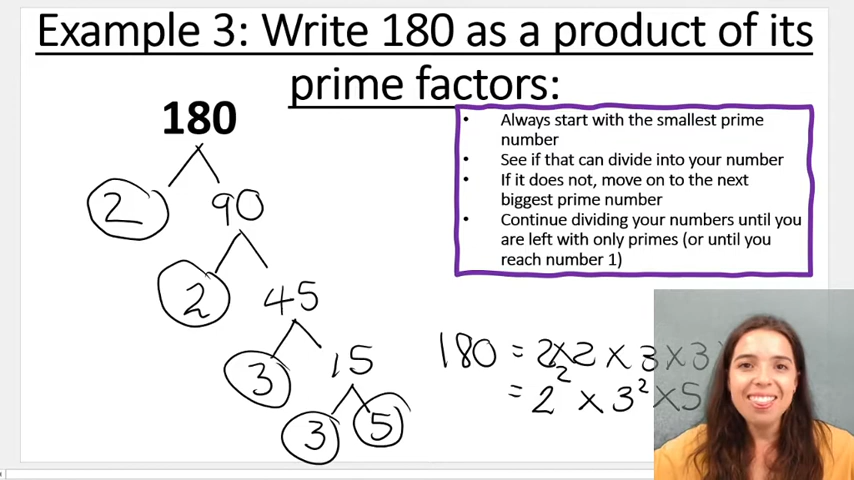 Example 3: Write 180 as a product of its
prime factors:
180
• Always start with the smallest prime
number
• See if that can divide into your number
• If it does not, move on to the next
biggest prime number
• Continue dividing your numbers until you
are left with only primes (or until you
reach number 1)
2 90
2 45
3 15
3 5
180 = 2 × 2 × 3 × 3
= 2² × 3² × 5